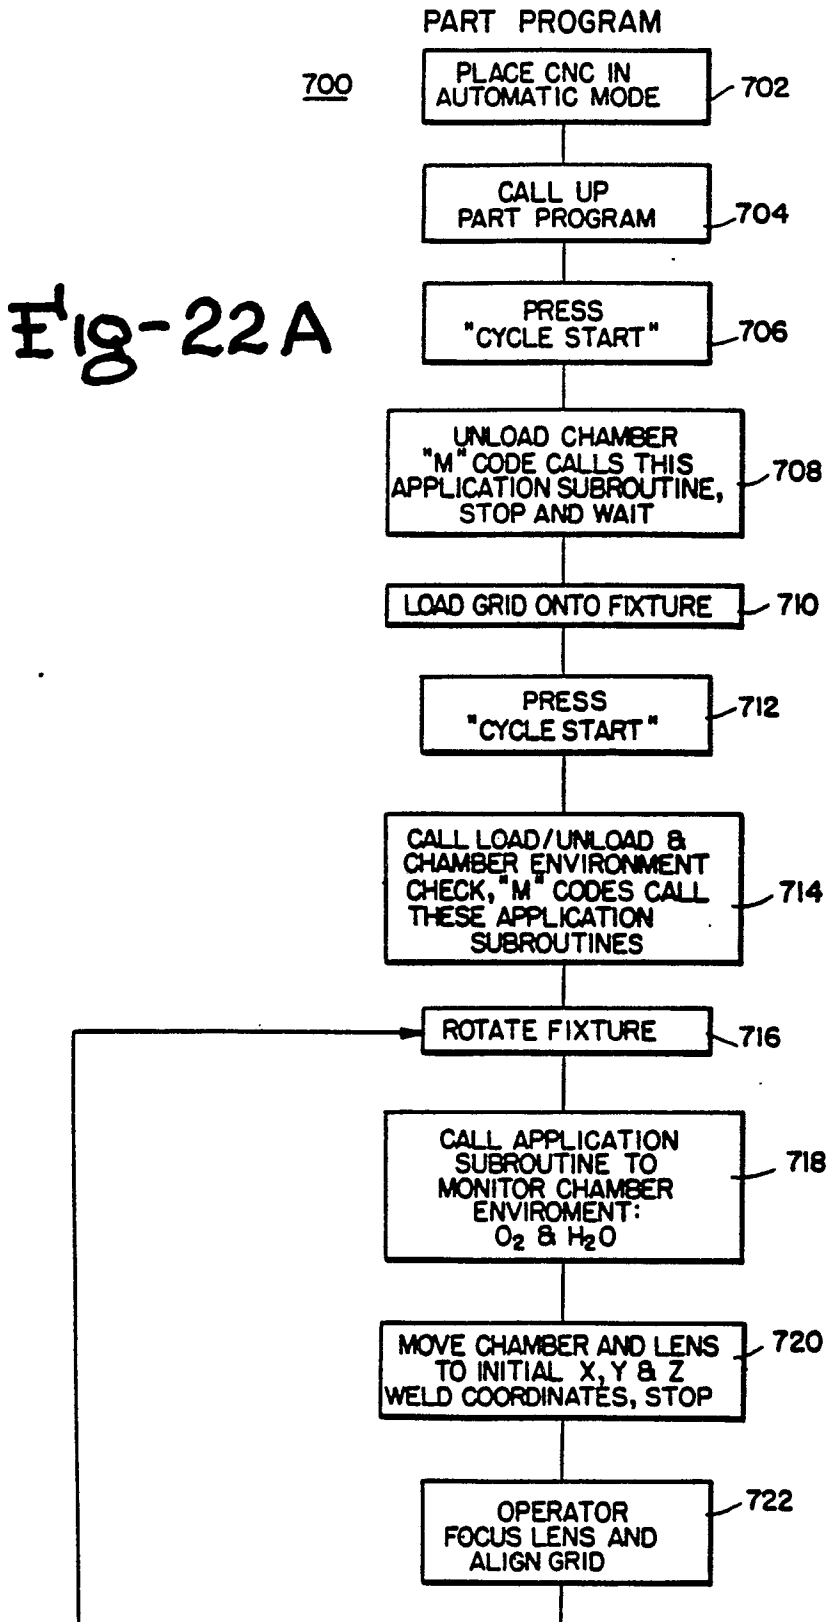 PART PROGRAM
700
PLACE CNC IN
AUTOMATIC MODE
702
CALL UP
PART PROGRAM
704
Fig-22A
PRESS
"CYCLE START"
706
UNLOAD CHAMBER
"M" CODE CALLS THIS
APPLICATION SUBROUTINE,
STOP AND WAIT
708
LOAD GRID ONTO FIXTURE
710
PRESS
"CYCLE START"
712
CALL LOAD/UNLOAD &
CHAMBER ENVIRONMENT
CHECK, "M" CODES CALL
THESE APPLICATION
SUBROUTINES
714
ROTATE FIXTURE
716
CALL APPLICATION
SUBROUTINE TO
MONITOR CHAMBER
ENVIROMENT:
O₂ & H₂O
718
MOVE CHAMBER AND LENS
TO INITIAL X, Y & Z
WELD COORDINATES, STOP
720
OPERATOR
FOCUS LENS AND
ALIGN GRID
722